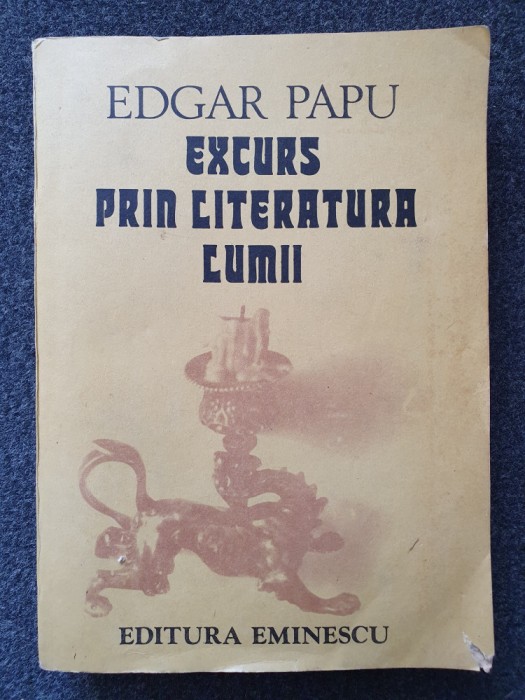 EDGAR PAPU
EXCURS
PRIN LITERATURA
LUMII
EDITURA EMINESCU